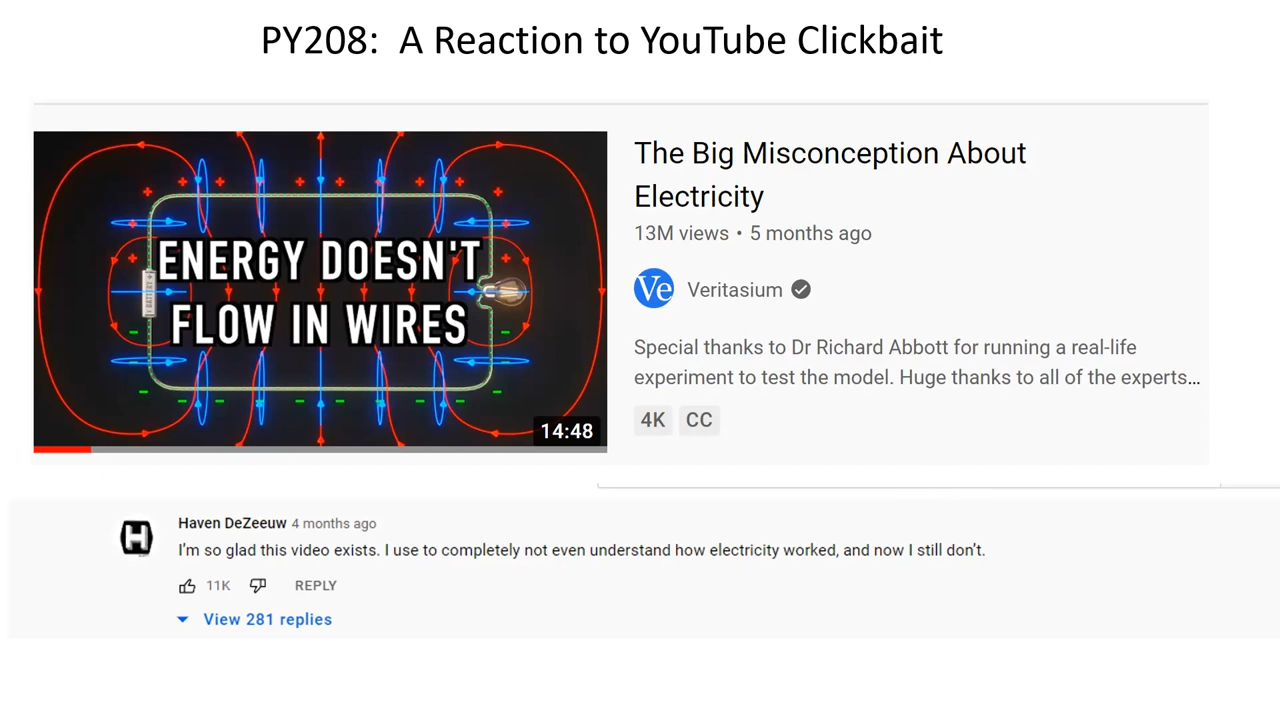 PY208: A Reaction to YouTube Clickbait
ENERGY DOESN'T
FLOW IN WIRES
14:48
The Big Misconception About
Electricity
13M views • 5 months ago
Ve Veritasium
Special thanks to Dr Richard Abbott for running a real-life
experiment to test the model. Huge thanks to all of the experts...
4K CC
H
Haven DeZeeuw 4 months ago
I'm so glad this video exists. I use to completely not even understand how electricity worked, and now I still don't.
11K REPLY
View 281 replies